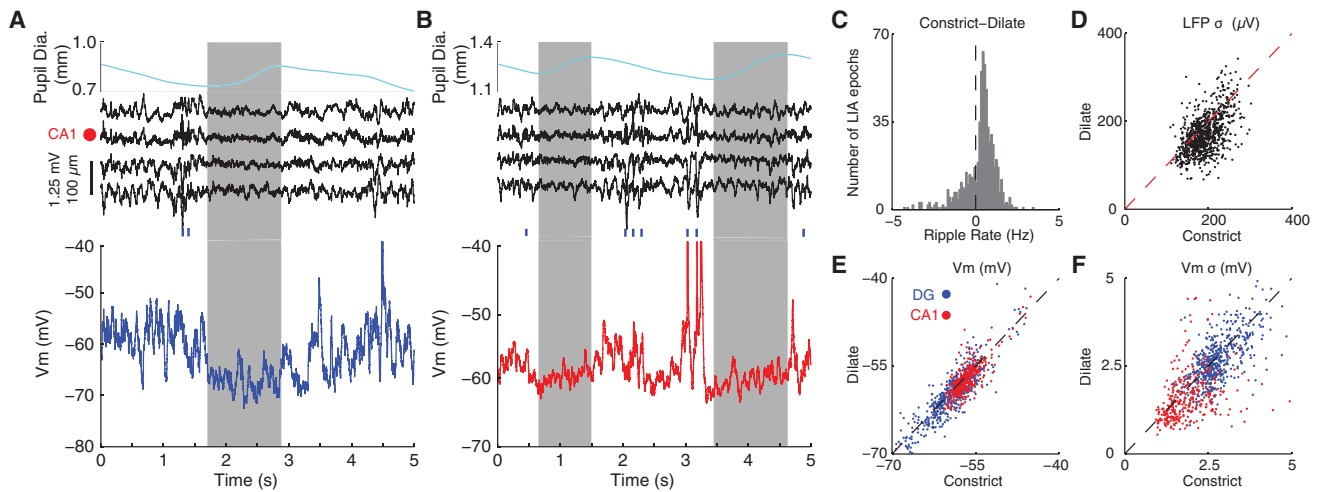 A
1.0
Pupil Dia.
(mm)
0.7
CA1
1.25 mV
100 µm
−40
−50
−60
−70
−80
Vm (mV)
0 1 2 3 4 5
Time (s)
B
1.4
Pupil Dia.
(mm)
1.1
−40
−50
−60
−70
Vm (mV)
0 1 2 3 4 5
Time (s)
C
Constrict−Dilate
70
35
0
Number of LIA epochs
−5 0 5
Ripple Rate (Hz)
D
LFP σ (µV)
400
200
0
Dilate
0 200 400
Constrict
E
Vm (mV)
−40
−55
−70
Dilate
DG
CA1
−70 −55 −40
Constrict
F
Vm σ (mV)
5
2.5
0
Dilate
0 2.5 5
Constrict